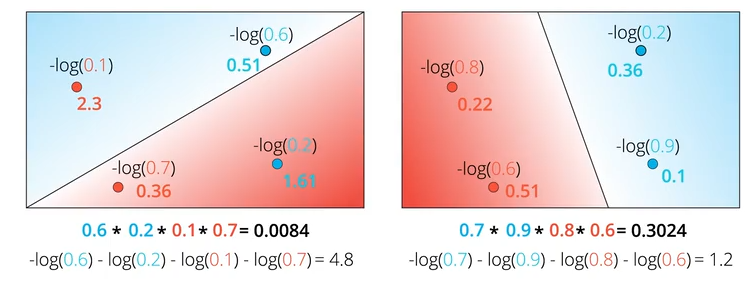 -log(0.6)
0.51
-log(0.1)
2.3
-log(0.2)
1.61
-log(0.7)
0.36
0.6 * 0.2 * 0.1* 0.7= 0.0084
-log(0.6) - log(0.2) - log(0.1) - log(0.7) = 4.8
-log(0.2)
0.36
-log(0.8)
0.22
-log(0.9)
0.1
-log(0.6)
0.51
0.7 * 0.9 * 0.8* 0.6= 0.3024
-log(0.7) - log(0.9) - log(0.8) - log(0.6) = 1.2